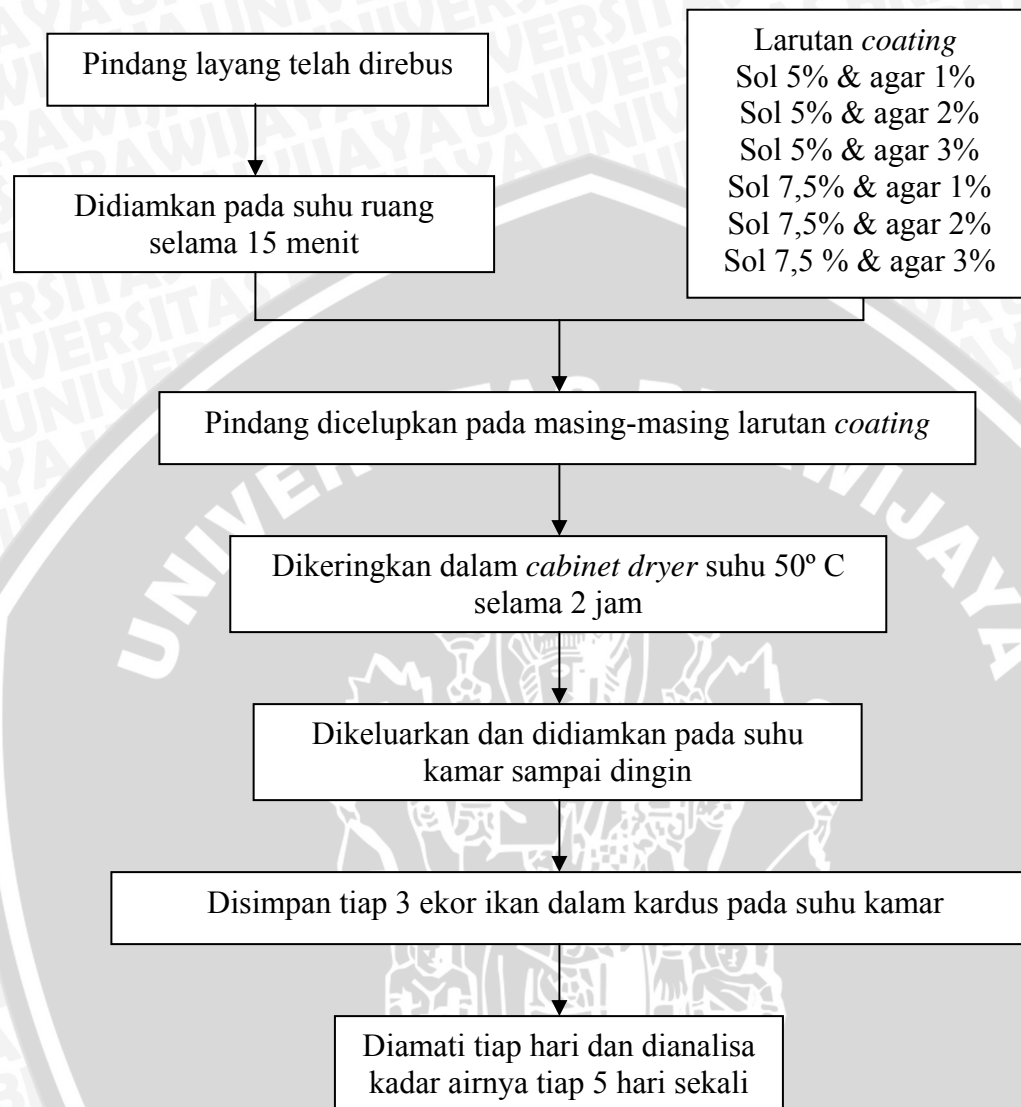 Pindang layang telah direbus
Larutan coating
Sol 5% & agar 1%
Sol 5% & agar 2%
Sol 5% & agar 3%
Sol 7,5% & agar 1%
Sol 7,5% & agar 2%
Sol 7,5 % & agar 3%
Didiamkan pada suhu ruang
selama 15 menit
Pindang dicelupkan pada masing-masing larutan coating
Dikeringkan dalam cabinet dryer suhu 50º C
selama 2 jam
Dikeluarkan dan didiamkan pada suhu
kamar sampai dingin
Disimpan tiap 3 ekor ikan dalam kardus pada suhu kamar
Diamati tiap hari dan dianalisa
kadar airnya tiap 5 hari sekali